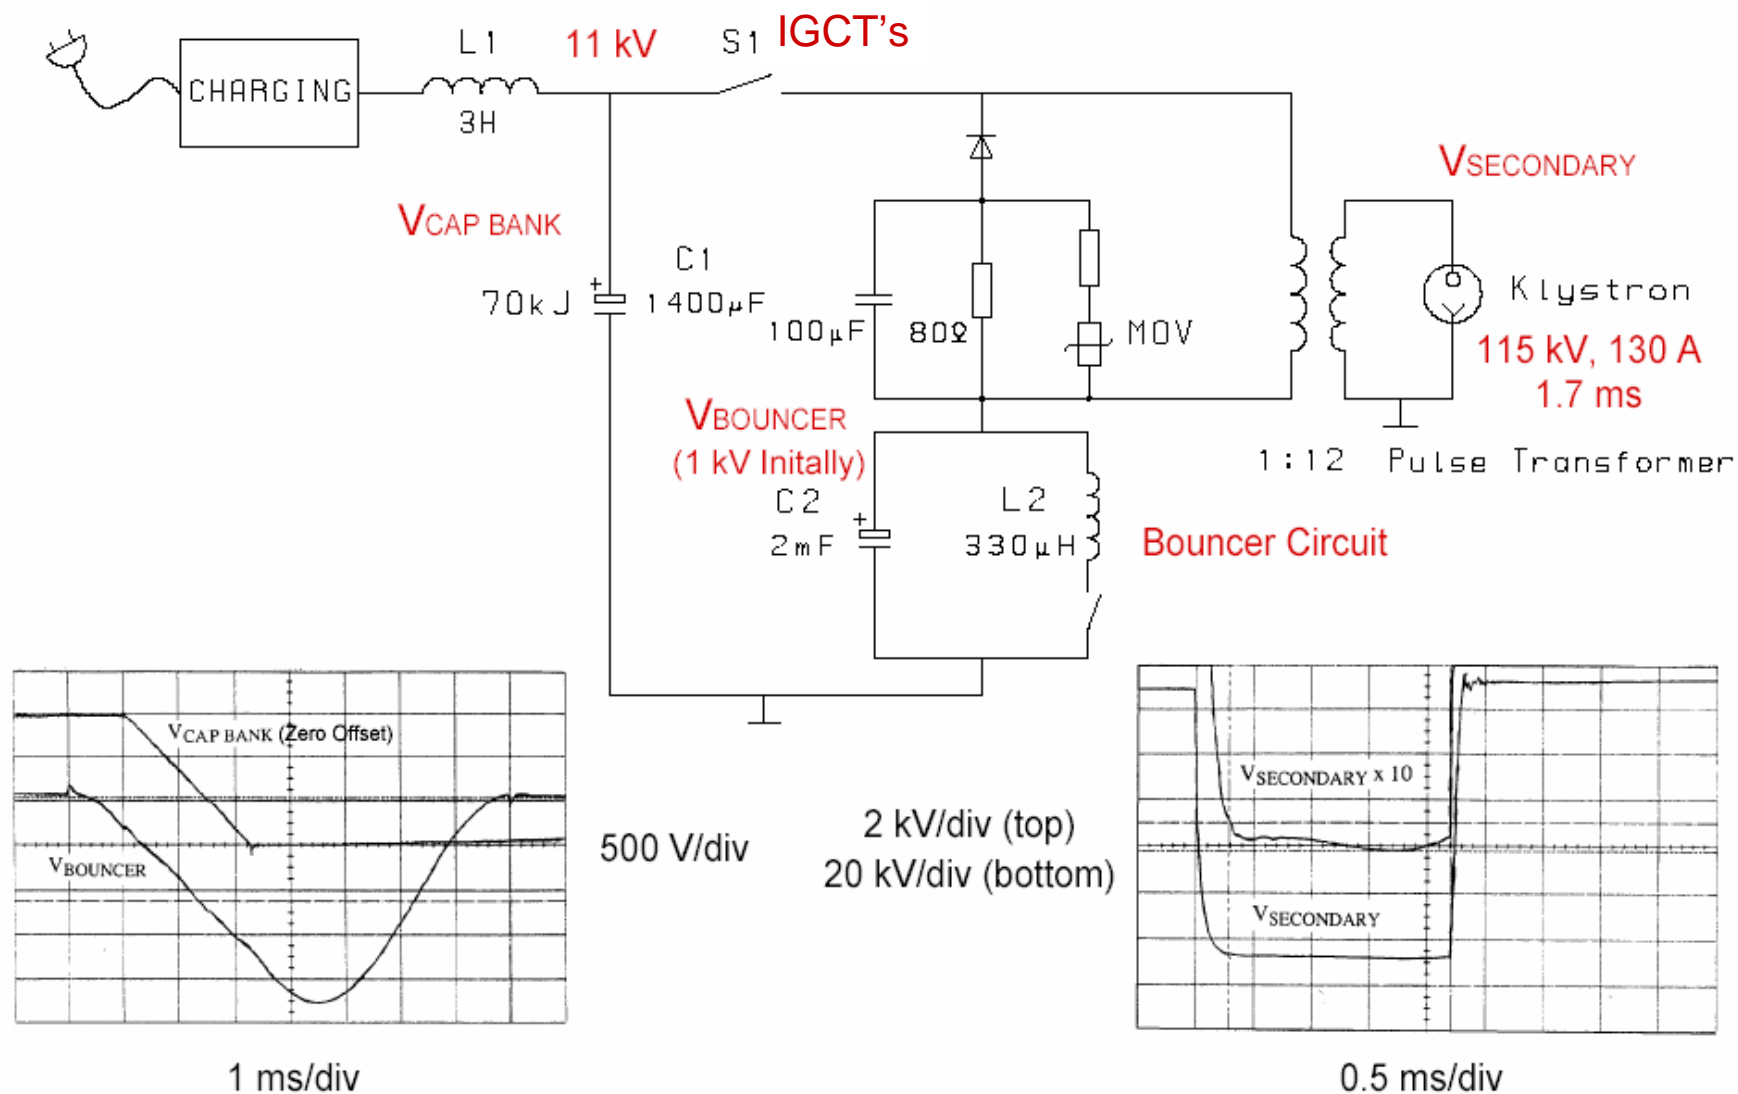 IGCT's
L1
11 kV
S1
CHARGING
3H
VSECONDARY
VCAP BANK
C1
70kJ
+
1400µF
100µF
80Ω
MOV
Klystron
115 kV, 130 A
1.7 ms
VBOUNCER
(1 kV Initally)
1:12 Pulse Transformer
C2
+
2mF
L2
330µH
Bouncer Circuit
VCAP BANK (Zero Offset)
VBOUNCER
500 V/div
2 kV/div (top)
20 kV/div (bottom)
VSECONDARY x 10
VSECONDARY
1 ms/div
0.5 ms/div